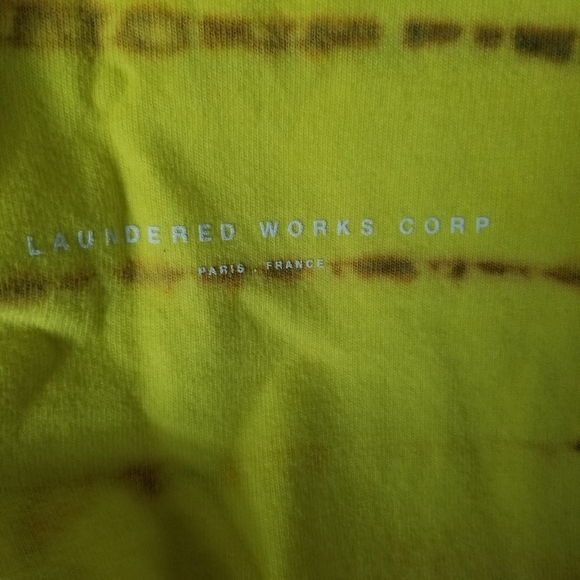 LAUNDERED WORKS CORP
PARIS . FRANCE